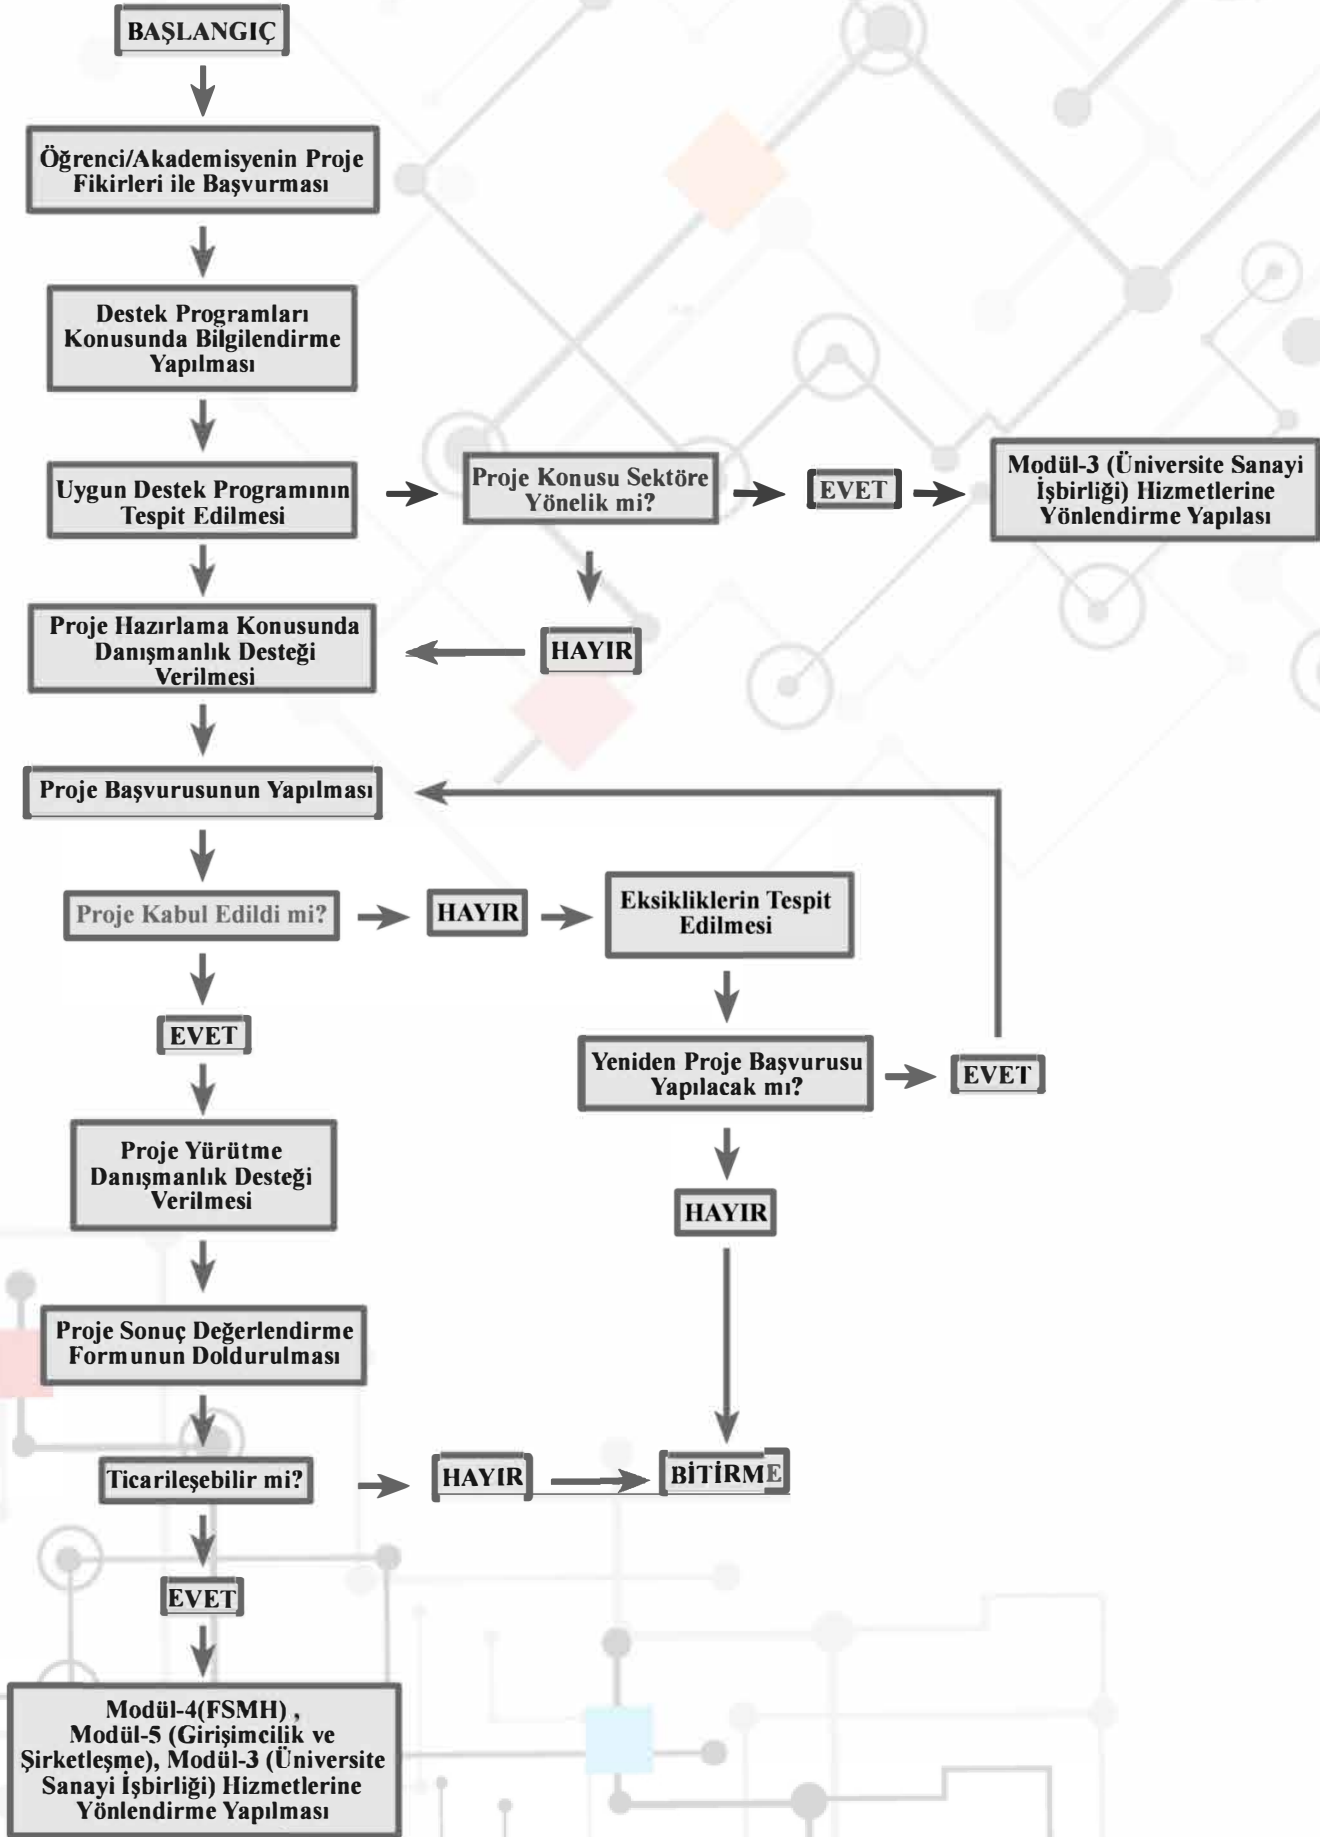 BAŞLANGIÇ
Öğrenci/Akademisyenin Proje
Fikirleri ile Başvurması
Destek Programları
Konusunda Bilgilendirme
Yapılması
Uygun Destek Programının
Tespit Edilmesi
Proje Konusu Sektöre
Yönelik mi?
EVET
Modül-3 (Üniversite Sanayi
İşbirliği) Hizmetlerine
Yönlendirme Yapılası
HAYIR
Proje Hazırlama Konusunda
Danışmanlık Desteği
Verilmesi
Proje Başvurusunun Yapılması
Proje Kabul Edildi mi?
HAYIR
Eksikliklerin Tespit
Edilmesi
EVET
Yeniden Proje Başvurusu
Yapılacak mı?
EVET
Proje Yürütme
Danışmanlık Desteği
Verilmesi
HAYIR
Proje Sonuç Değerlendirme
Formunun Doldurulması
Ticarileşebilir mi?
HAYIR
BİTİRME
EVET
Modül-4(FSMH) ,
Modül-5 (Girişimcilik ve
Şirketleşme), Modül-3 (Üniversite
Sanayi İşbirliği) Hizmetlerine
Yönlendirme Yapılması